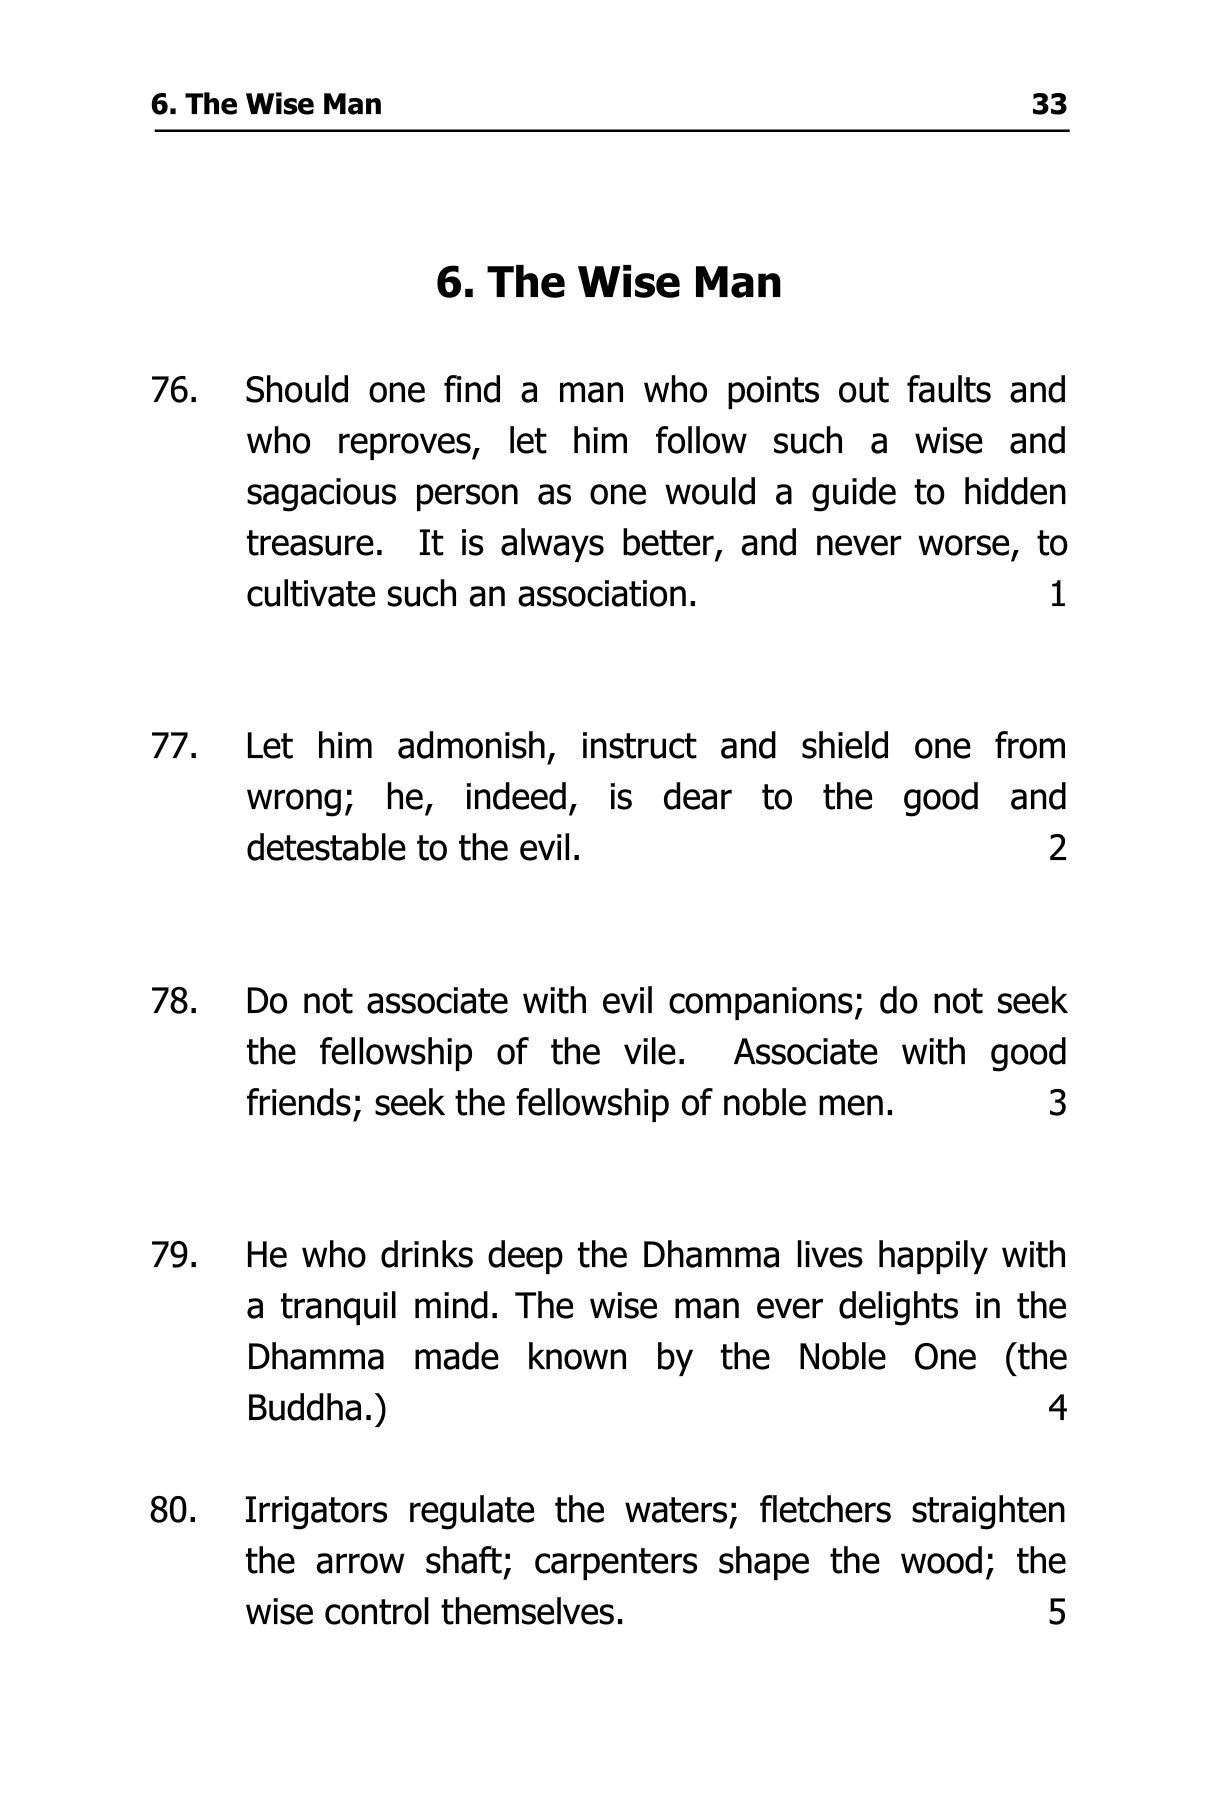 6. The Wise Man 33
6. The Wise Man
76. Should one find a man who points out faults and
who reproves, let him follow such a wise and
sagacious person as one would a guide to hidden
treasure. It is always better, and never worse, to
cultivate such an association. 1
77. Let him admonish, instruct and shield one from
wrong; he, indeed, is dear to the good and
detestable to the evil. 2
78. Do not associate with evil companions; do not seek
the fellowship of the vile. Associate with good
friends; seek the fellowship of noble men. 3
79. He who drinks deep the Dhamma lives happily with
a tranquil mind. The wise man ever delights in the
Dhamma made known by the Noble One (the
Buddha.) 4
80. Irrigators regulate the waters; fletchers straighten
the arrow shaft; carpenters shape the wood; the
wise control themselves. 5